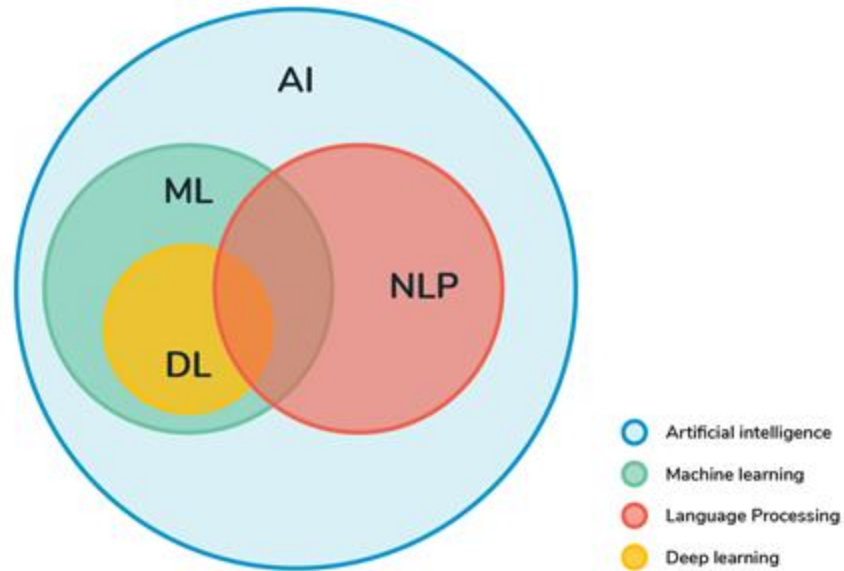 AI
ML
NLP
DL
Artificial intelligence
Machine learning
Language Processing
Deep learning